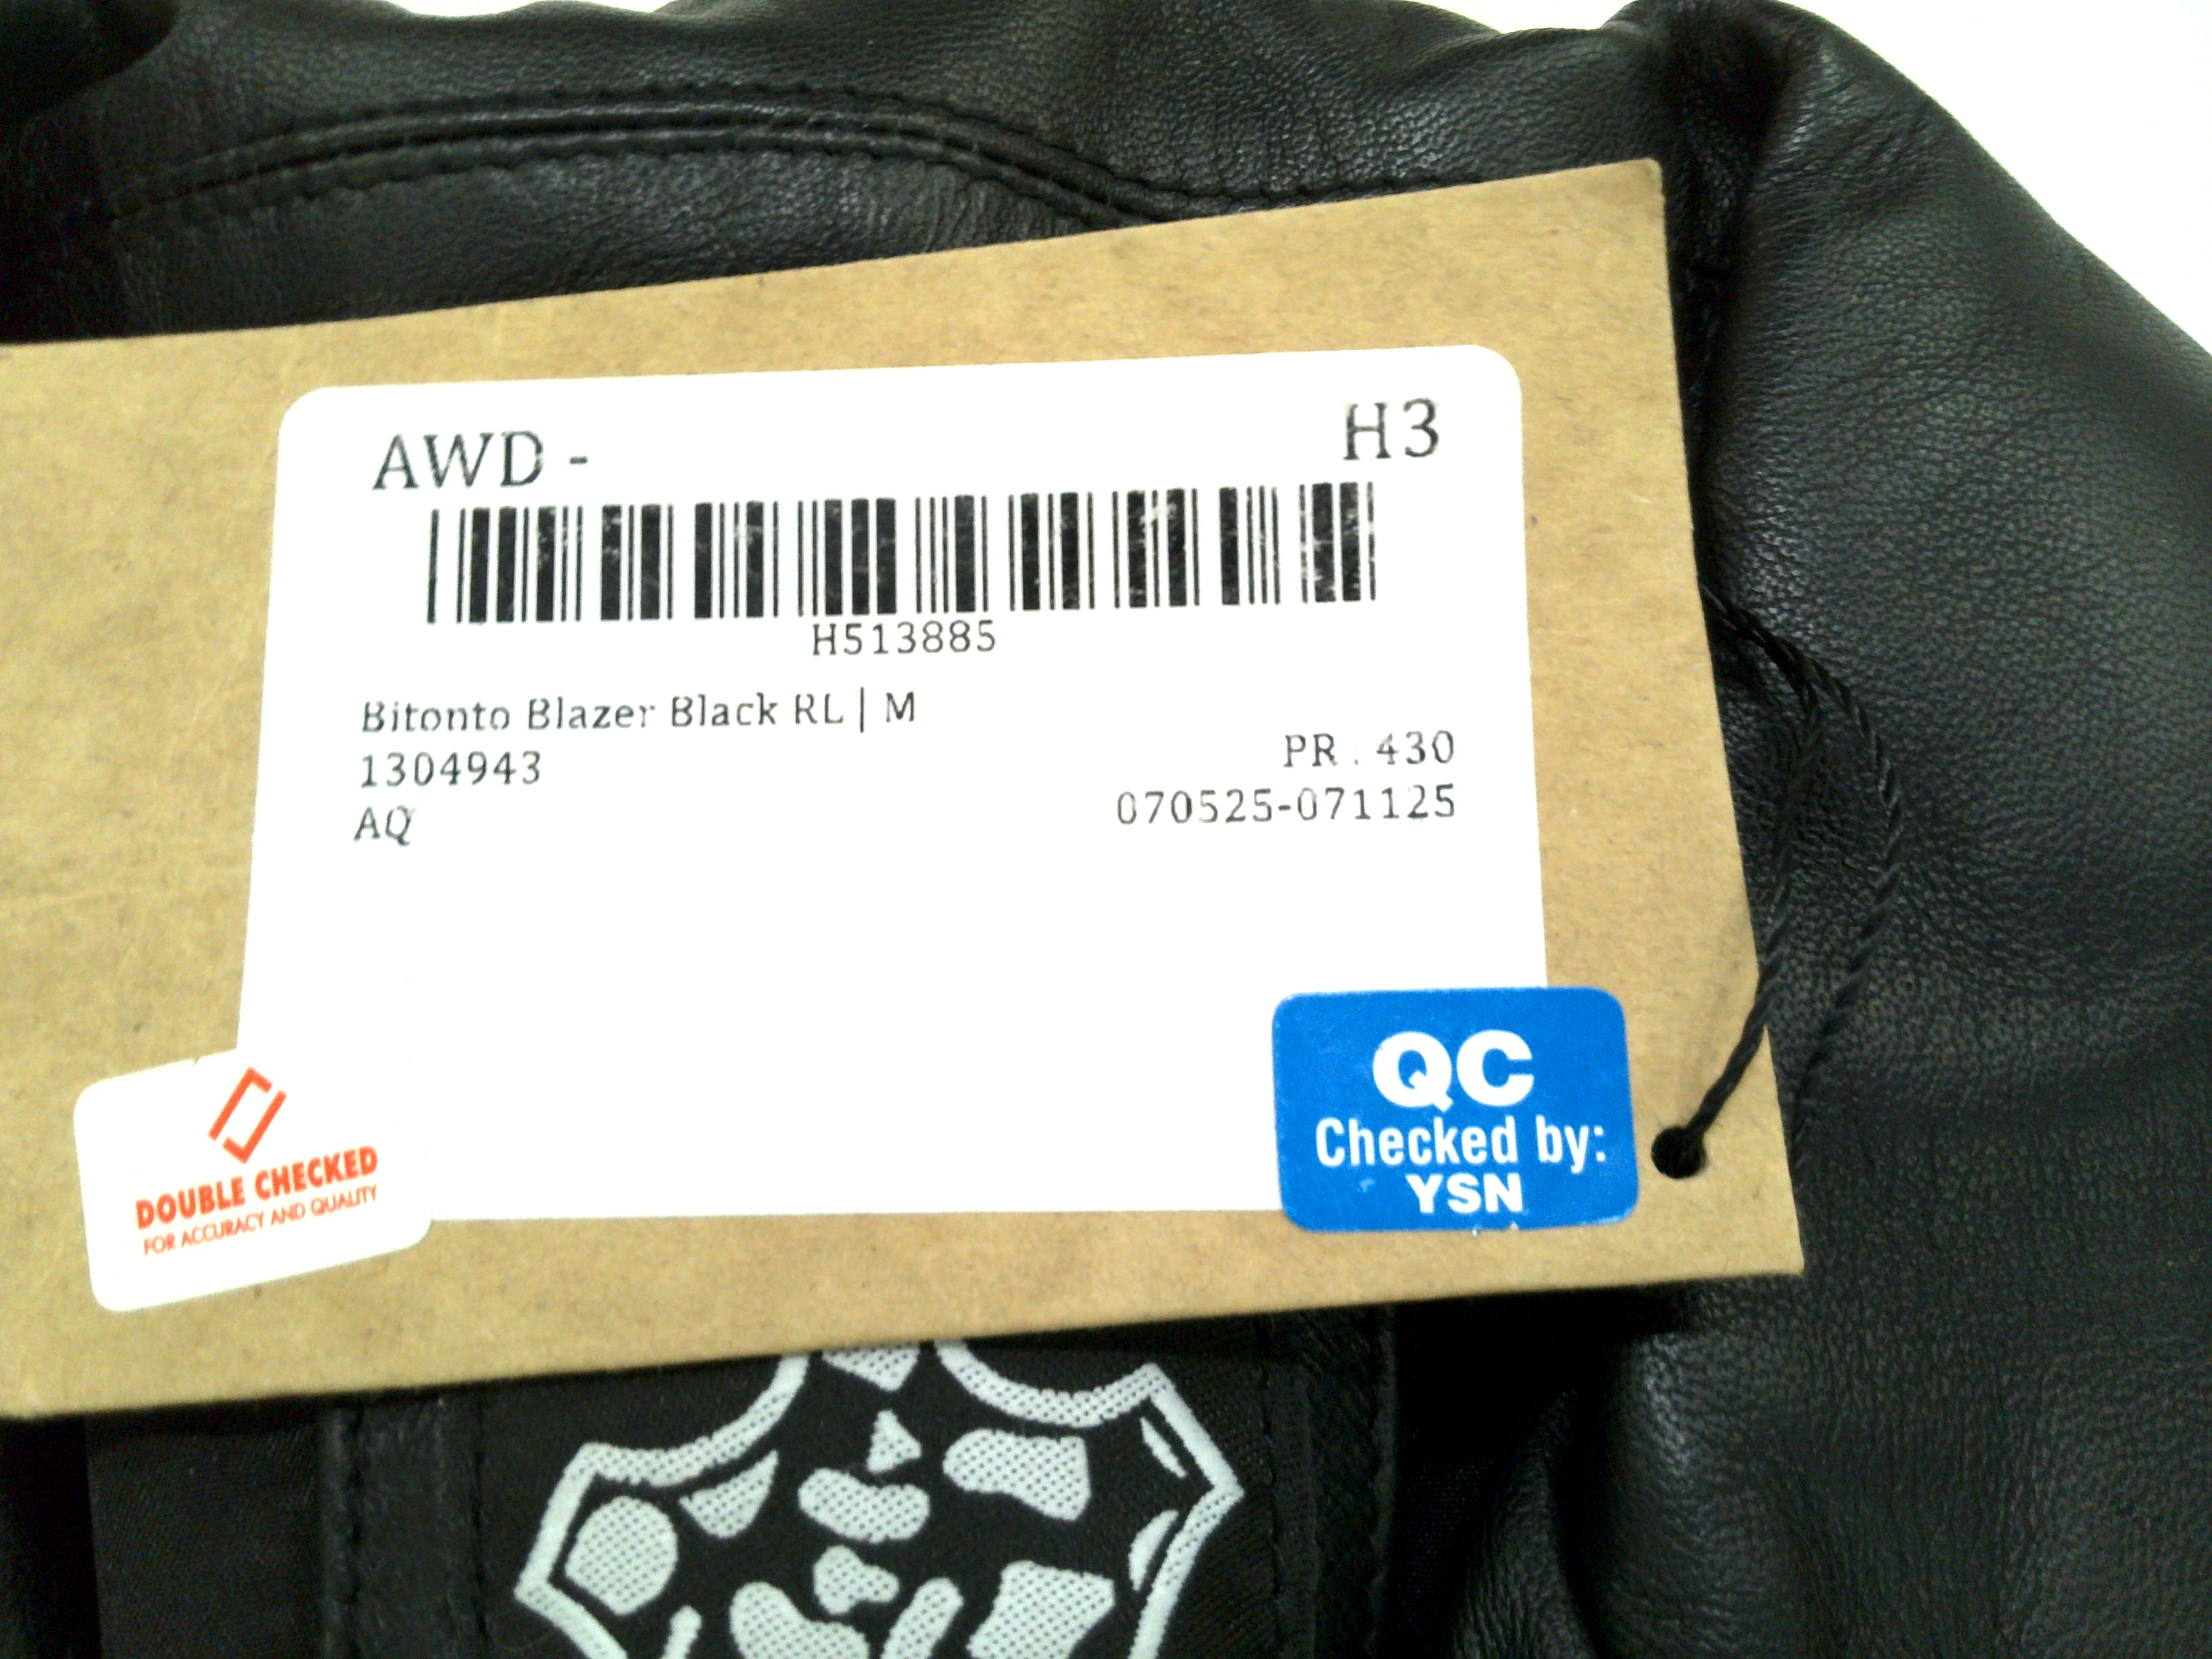 AWD - H3
H513885
Bitonto Blazer Black RL | M
1304943 PR . 430
AQ 070525-071125
QC
Checked by:
YSN
DOUBLE CHECKED
FOR ACCURACY AND QUALITY